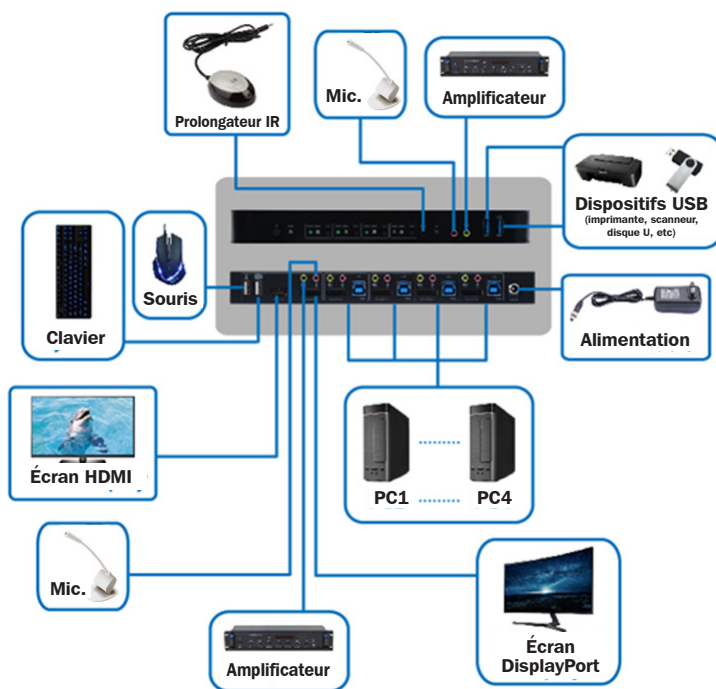 Prolongateur IR
Mic.
Amplificateur
Dispositifs USB
(imprimante, scanneur,
disque U, etc)
Clavier
Souris
Alimentation
Écran HDMI
PC1
PC4
Mic.
Amplificateur
Écran
DisplayPort